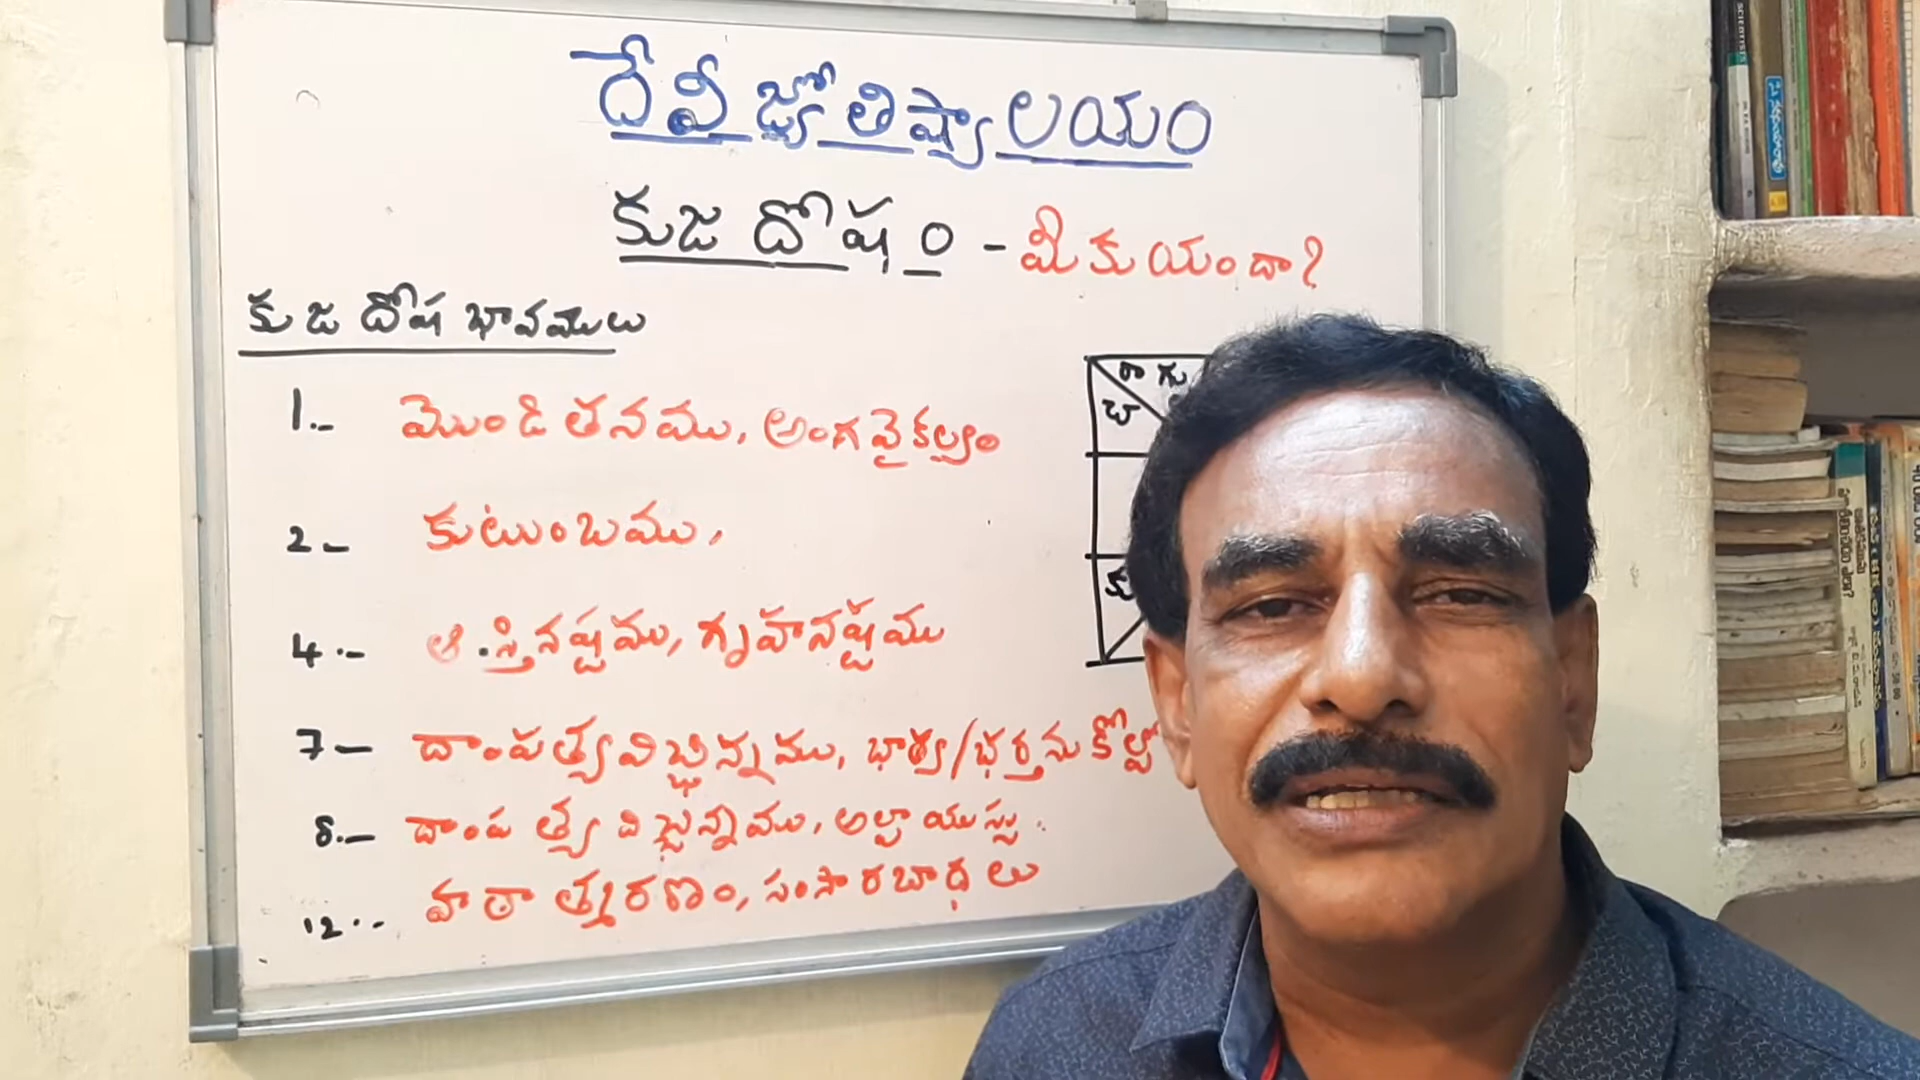 దేవీ జ్యోతిష్యాలయం
కుజ దోషం - మీకు యందా?
కుజ దోష భావములు
1.- మొండితనము, అంగవైకల్యం
2- కుటుంబము,
4.- ఆస్తినష్టము, గృహనష్టము
7- దాంపత్యవిచ్ఛిన్నము, భార్య/భర్తను
8.- దాంపత్య విచ్ఛిన్నము, అల్పాయుస్సు.
12.- హఠాత్మరణం, సంసారబాధలు
రా గు
బు